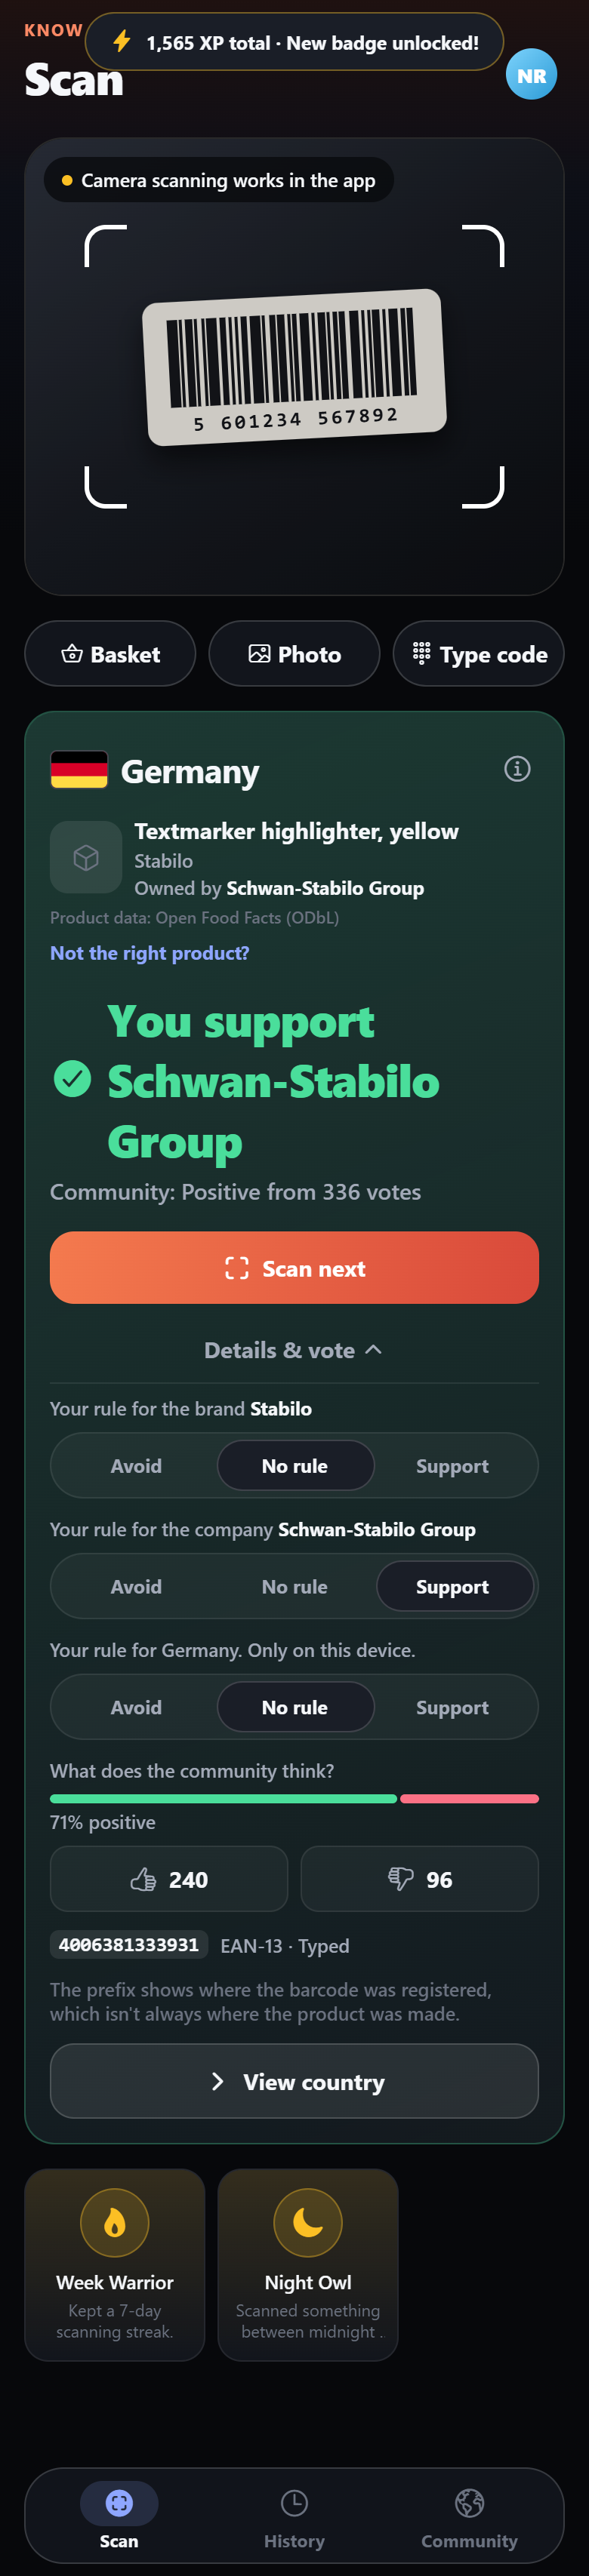 KNOW
1,565 XP total · New badge unlocked!
Scan
NR
Camera scanning works in the app
5 601234 567892
Basket
Photo
Type code
Germany
Textmarker highlighter, yellow
Stabilo
Owned by Schwan-Stabilo Group
Product data: Open Food Facts (ODbL)
Not the right product?
You support
Schwan-Stabilo
Group
Community: Positive from 336 votes
Scan next
Details & vote
Your rule for the brand Stabilo
Avoid No rule Support
Your rule for the company Schwan-Stabilo Group
Avoid No rule Support
Your rule for Germany. Only on this device.
Avoid No rule Support
What does the community think?
71% positive
240
96
4006381333931 EAN-13 · Typed
The prefix shows where the barcode was registered,
which isn't always where the product was made.
View country
Week Warrior
Kept a 7-day
scanning streak.
Night Owl
Scanned something
between midnight
Scan
History
Community